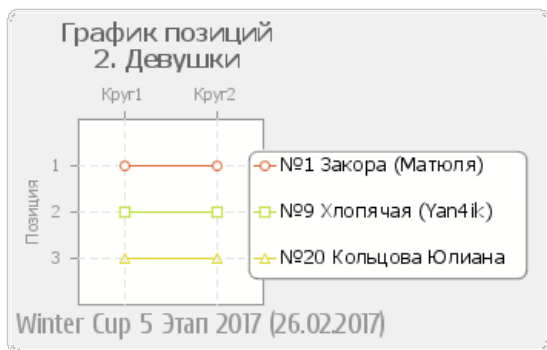 График позиций
2. Девушки
Круг1 Круг2
Позиция
1
2
3
№1 Закора (Матюля)
№9 Хлопячая (Yan4ik)
№20 Кольцова Юлиана
Winter Cup 5 Этап 2017 (26.02.2017)